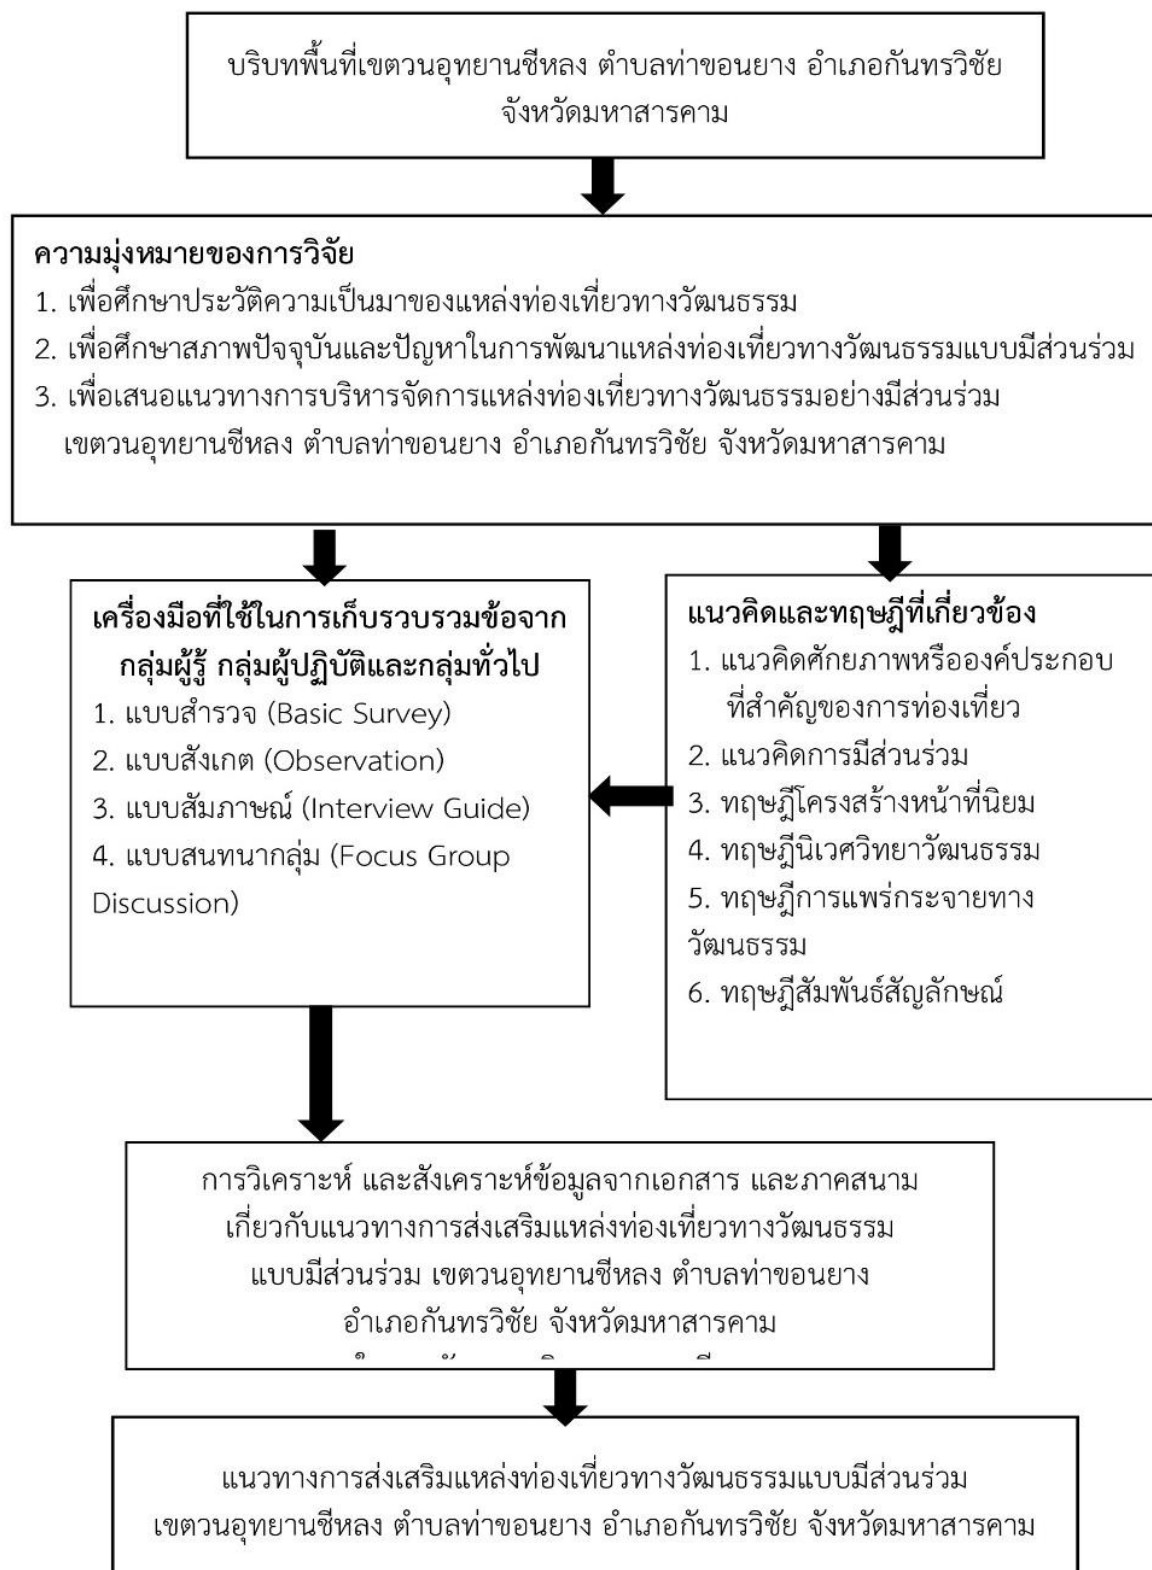 บริบทพื้นที่เขตวนอุทยานชีหลง ตำบลท่าขอนยาง อำเภอกันทรวิชัย
จังหวัดมหาสารคาม
ความมุ่งหมายของการวิจัย
1. เพื่อศึกษาประวัติความเป็นมาของแหล่งท่องเที่ยวทางวัฒนธรรม
2. เพื่อศึกษาสภาพปัจจุบันและปัญหาในการพัฒนาแหล่งท่องเที่ยวทางวัฒนธรรมแบบมีส่วนร่วม
3. เพื่อเสนอแนวทางการบริหารจัดการแหล่งท่องเที่ยวทางวัฒนธรรมอย่างมีส่วนร่วม
เขตวนอุทยานชีหลง ตำบลท่าขอนยาง อำเภอกันทรวิชัย จังหวัดมหาสารคาม
เครื่องมือที่ใช้ในการเก็บรวบรวมข้อจาก
กลุ่มผู้รู้ กลุ่มผู้ปฏิบัติและกลุ่มทั่วไป
1. แบบสำรวจ (Basic Survey)
2. แบบสังเกต (Observation)
3. แบบสัมภาษณ์ (Interview Guide)
4. แบบสนทนากลุ่ม (Focus Group
Discussion)
แนวคิดและทฤษฎีที่เกี่ยวข้อง
1. แนวคิดศักยภาพหรือองค์ประกอบ
ที่สำคัญของการท่องเที่ยว
2. แนวคิดการมีส่วนร่วม
3. ทฤษฎีโครงสร้างหน้าที่นิยม
4. ทฤษฎีนิเวศวิทยาวัฒนธรรม
5. ทฤษฎีการแพร่กระจายทาง
วัฒนธรรม
6. ทฤษฎีสัมพันธ์สัญลักษณ์
การวิเคราะห์ และสังเคราะห์ข้อมูลจากเอกสาร และภาคสนาม
เกี่ยวกับแนวทางการส่งเสริมแหล่งท่องเที่ยวทางวัฒนธรรม
แบบมีส่วนร่วม เขตวนอุทยานชีหลง ตำบลท่าขอนยาง
อำเภอกันทรวิชัย จังหวัดมหาสารคาม
แนวทางการส่งเสริมแหล่งท่องเที่ยวทางวัฒนธรรมแบบมีส่วนร่วม
เขตวนอุทยานชีหลง ตำบลท่าขอนยาง อำเภอกันทรวิชัย จังหวัดมหาสารคาม